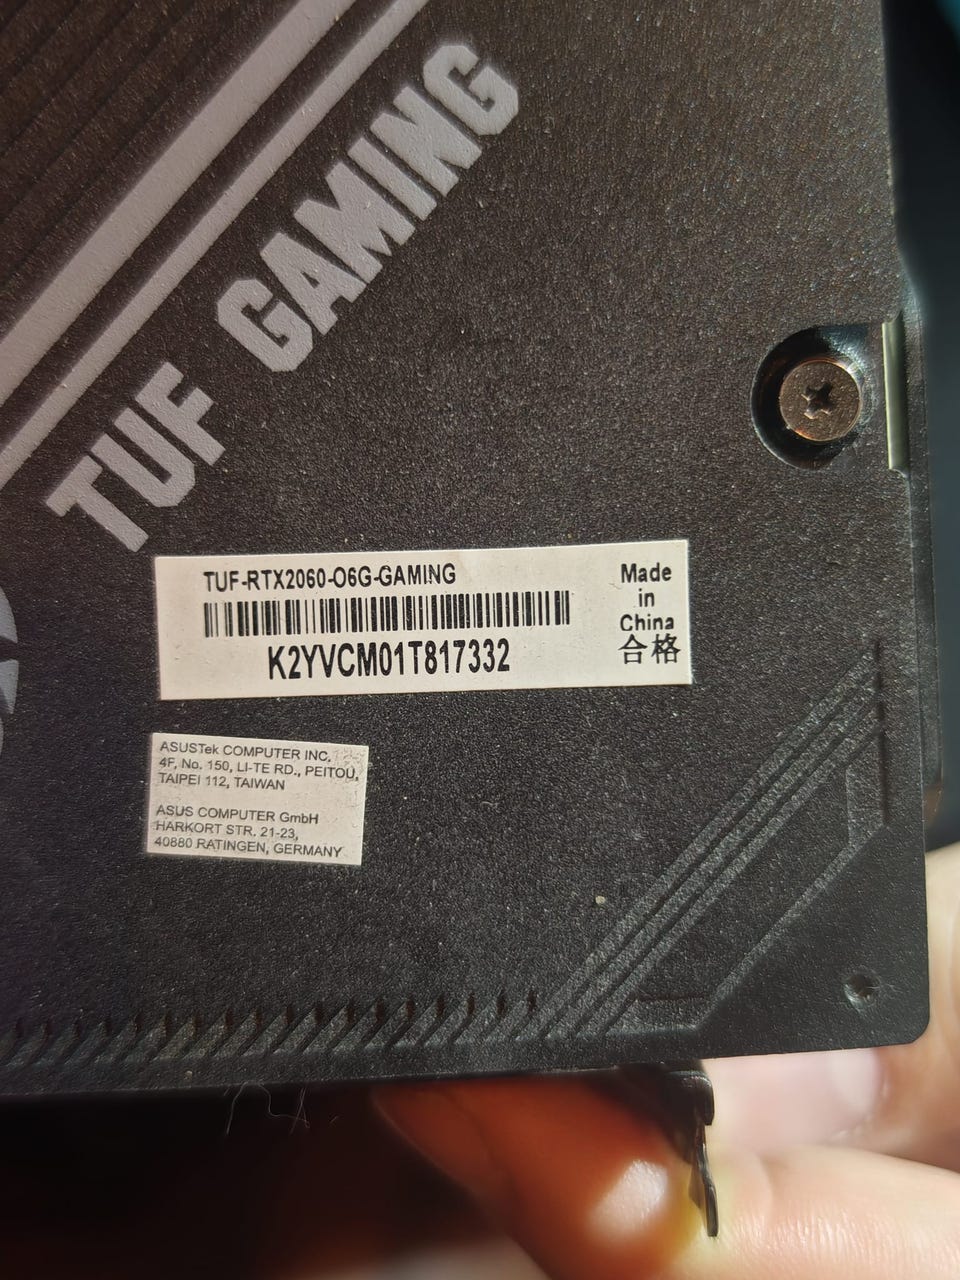 TUF GAMING
TUF-RTX2060-O6G-GAMING
K2YVCM01T817332
Made
in
China
合格
ASUSTek COMPUTER INC.
4F, No. 150, LI-TE RD., PEITOU,
TAIPEI 112, TAIWAN
ASUS COMPUTER GmbH
HARKORT STR. 21-23,
40880 RATINGEN, GERMANY